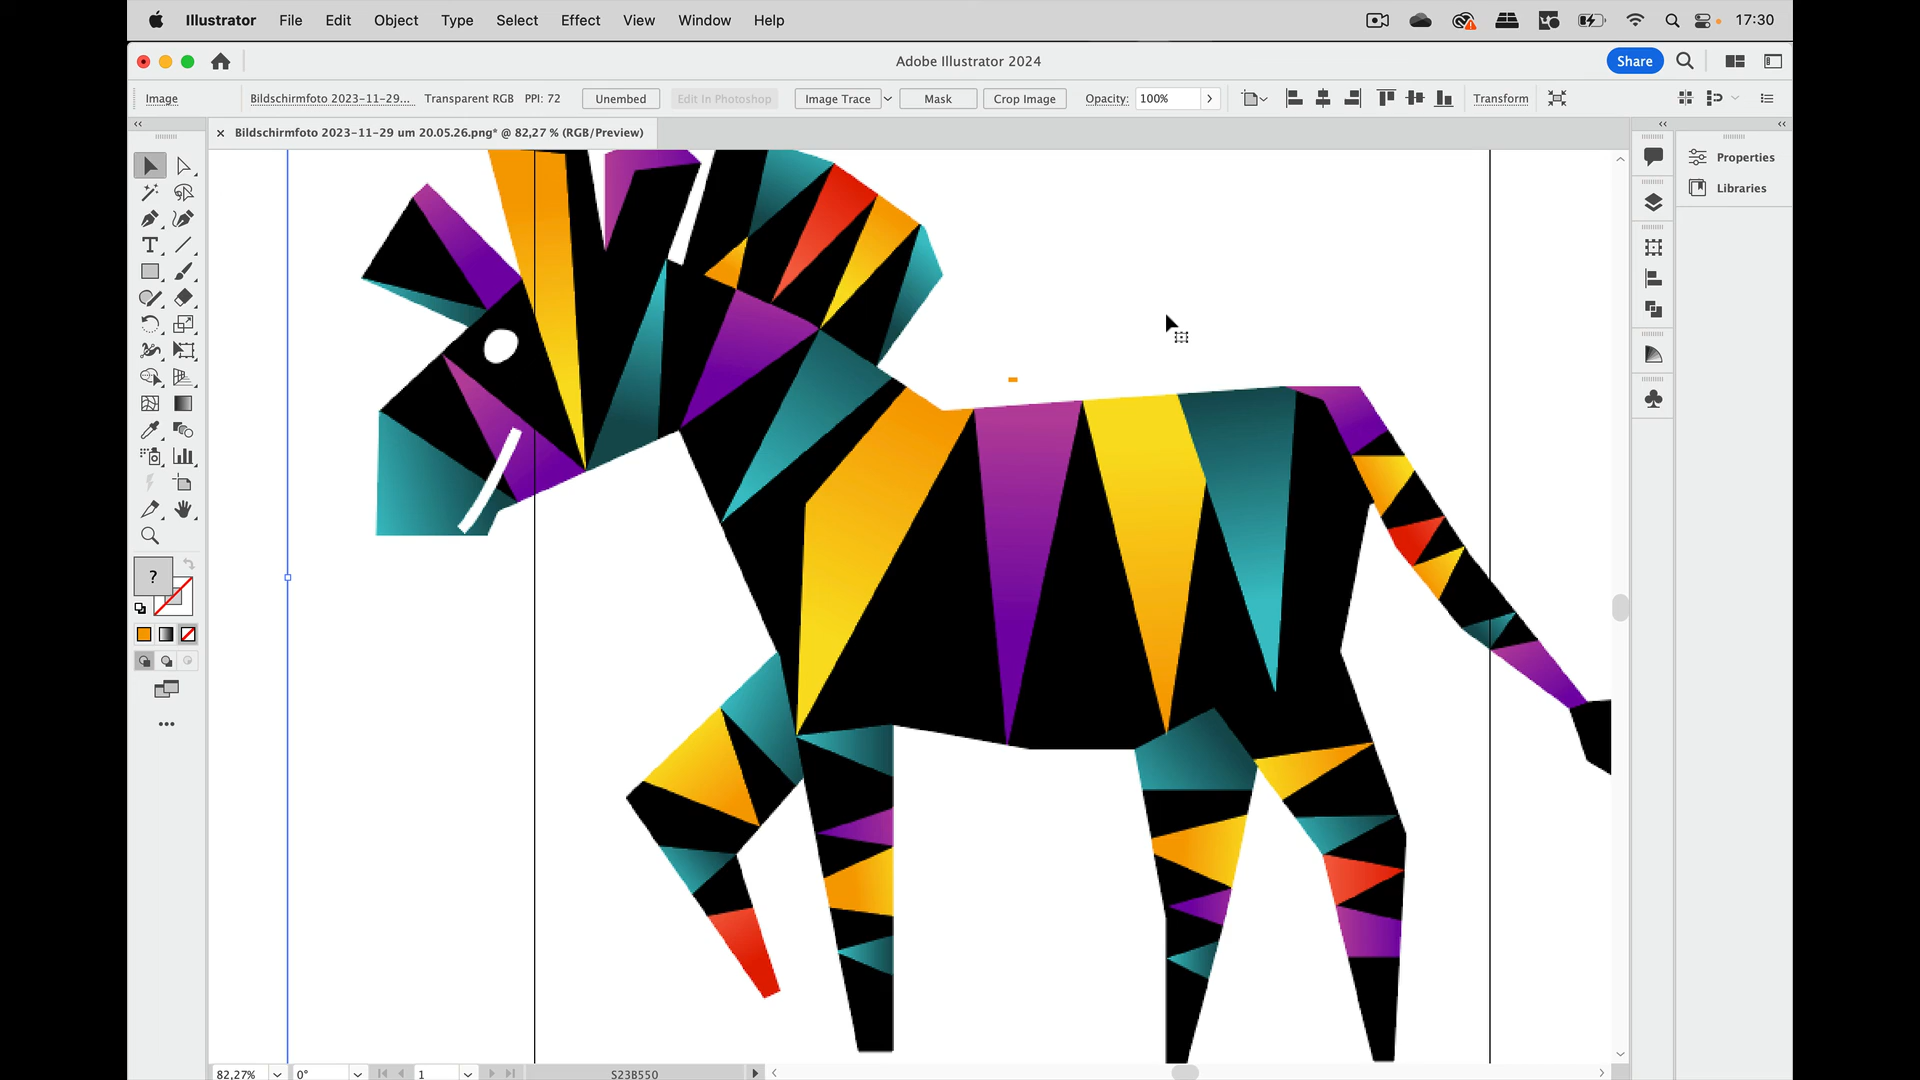 Illustrator File Edit Object Type Select Effect View Window Help 17:30
Adobe Illustrator 2024 Share
Image Bildschirmfoto 2023-11-29... Transparent RGB PPI: 72 Unembed Edit In Photoshop Image Trace Mask Crop Image Opacity: 100% Transform
× Bildschirmfoto 2023-11-29 um 20.05.26.png* @ 82,27 % (RGB/Preview)
Properties
Libraries
?
82,27% 0° 1 S23B550